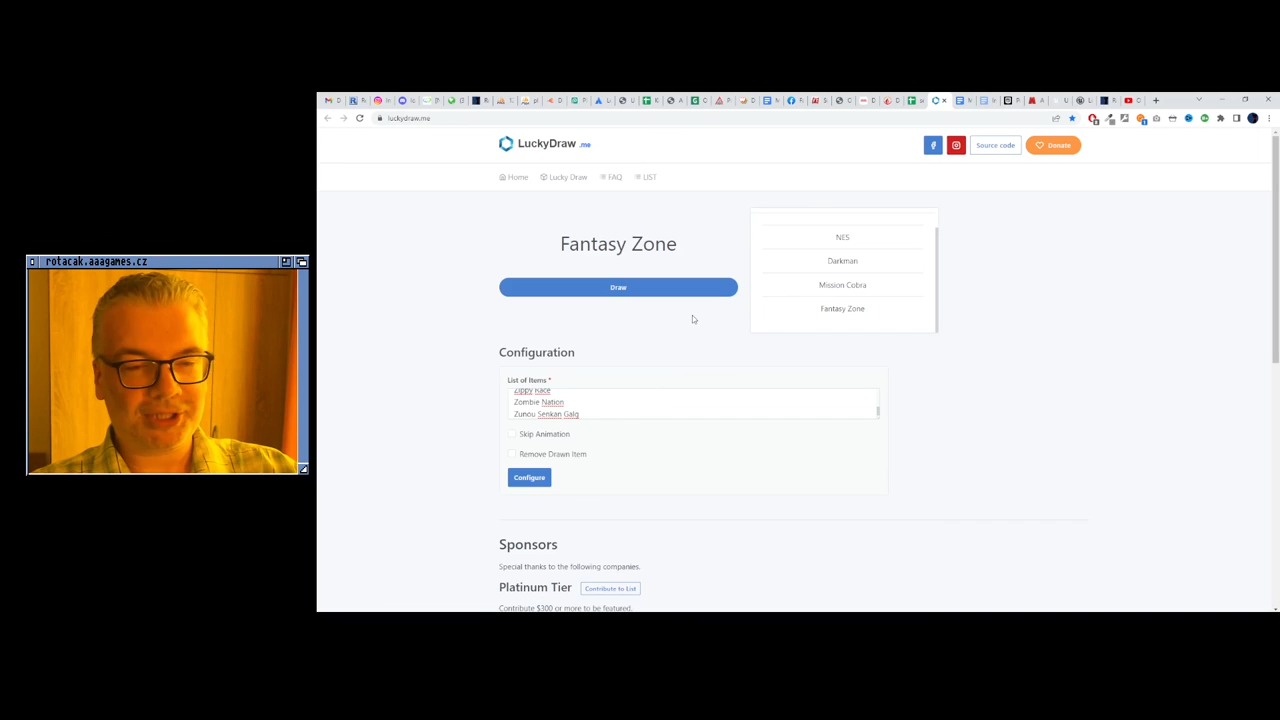 rotacak.aaagames.cz
luckydraw.me
LuckyDraw .me
Source code
Donate
Home
Lucky Draw
FAQ
LIST
Fantasy Zone
Draw
NES
Darkman
Mission Cobra
Fantasy Zone
Configuration
List of Items *
Zippy Race
Zombie Nation
Zunou Senkan Galg
Skip Animation
Remove Drawn Item
Configure
Sponsors
Special thanks to the following companies.
Platinum Tier
Contribute to List
Contribute $300 or more to be featured.